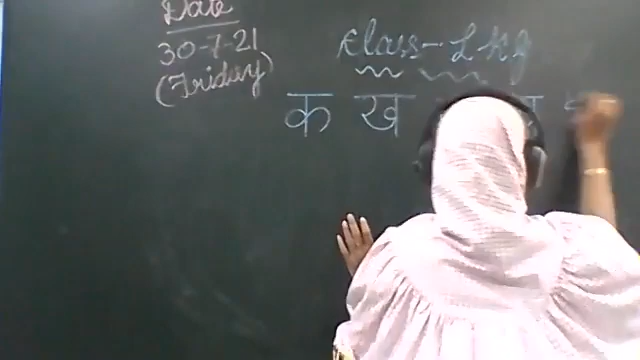 Date
30-7-21
(Friday)
Class - LKG
क ख